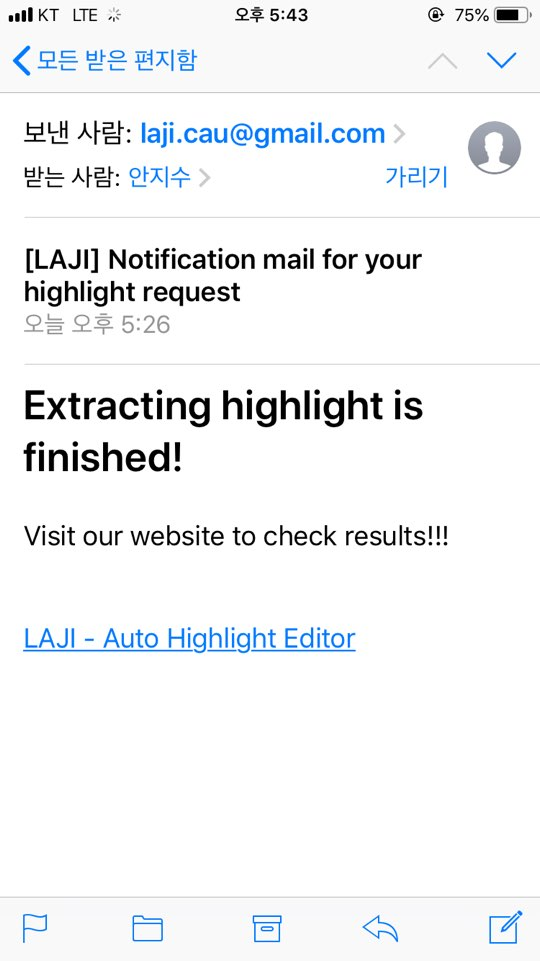 KT LTE 오후 5:43 75%
모든 받은 편지함
보낸 사람: laji.cau@gmail.com
받는 사람: 안지수 가리기
[LAJI] Notification mail for your
highlight request
오늘 오후 5:26
Extracting highlight is
finished!
Visit our website to check results!!!
LAJI - Auto Highlight Editor